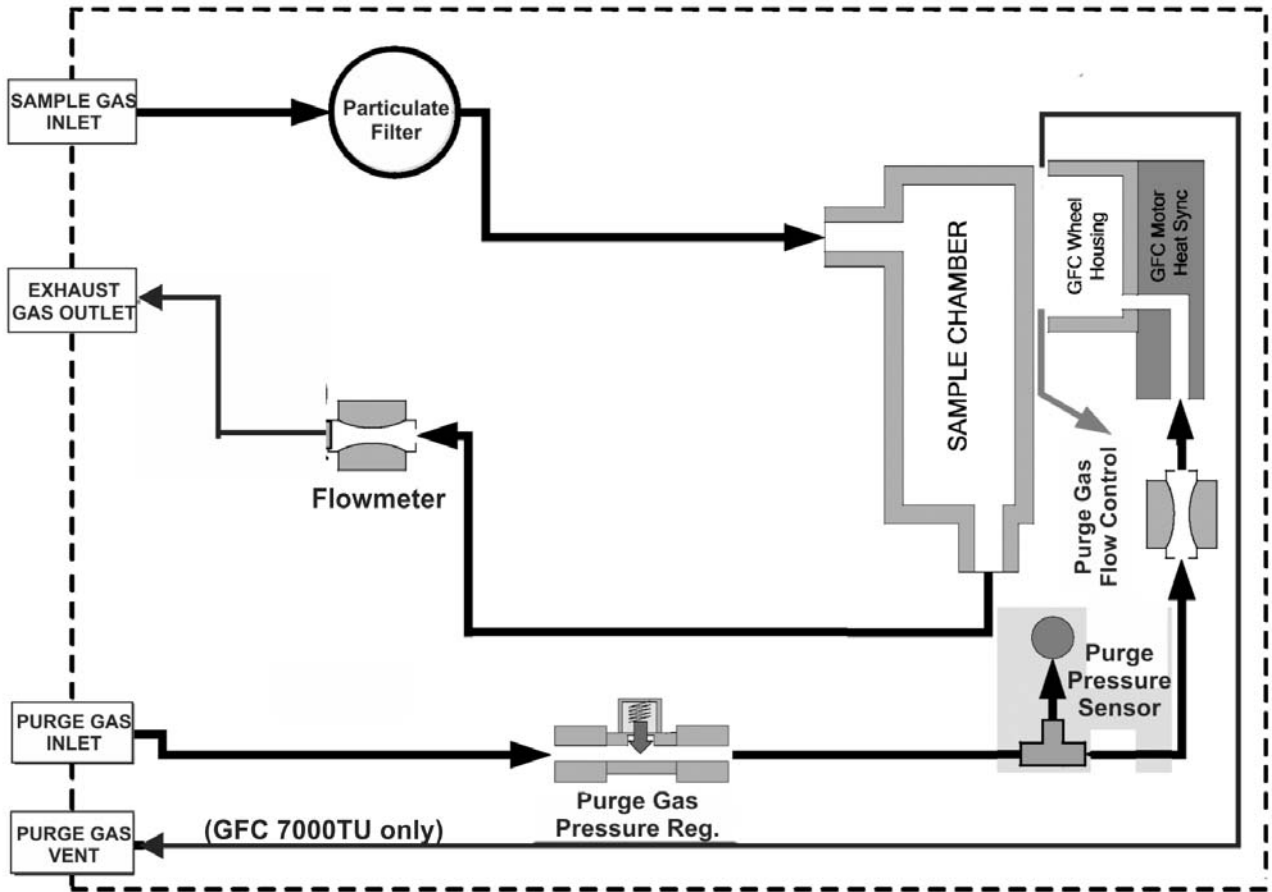 SAMPLE GAS
INLET
Particulate
Filter
EXHAUST
GAS OUTLET
Flowmeter
SAMPLE CHAMBER
GFC Wheel
Housing
GFC Motor
Heat Sync
Purge Gas
Flow Control
Purge
Pressure
Sensor
PURGE GAS
INLET
Purge Gas
Pressure Reg.
PURGE GAS
VENT
(GFC 7000TU only)